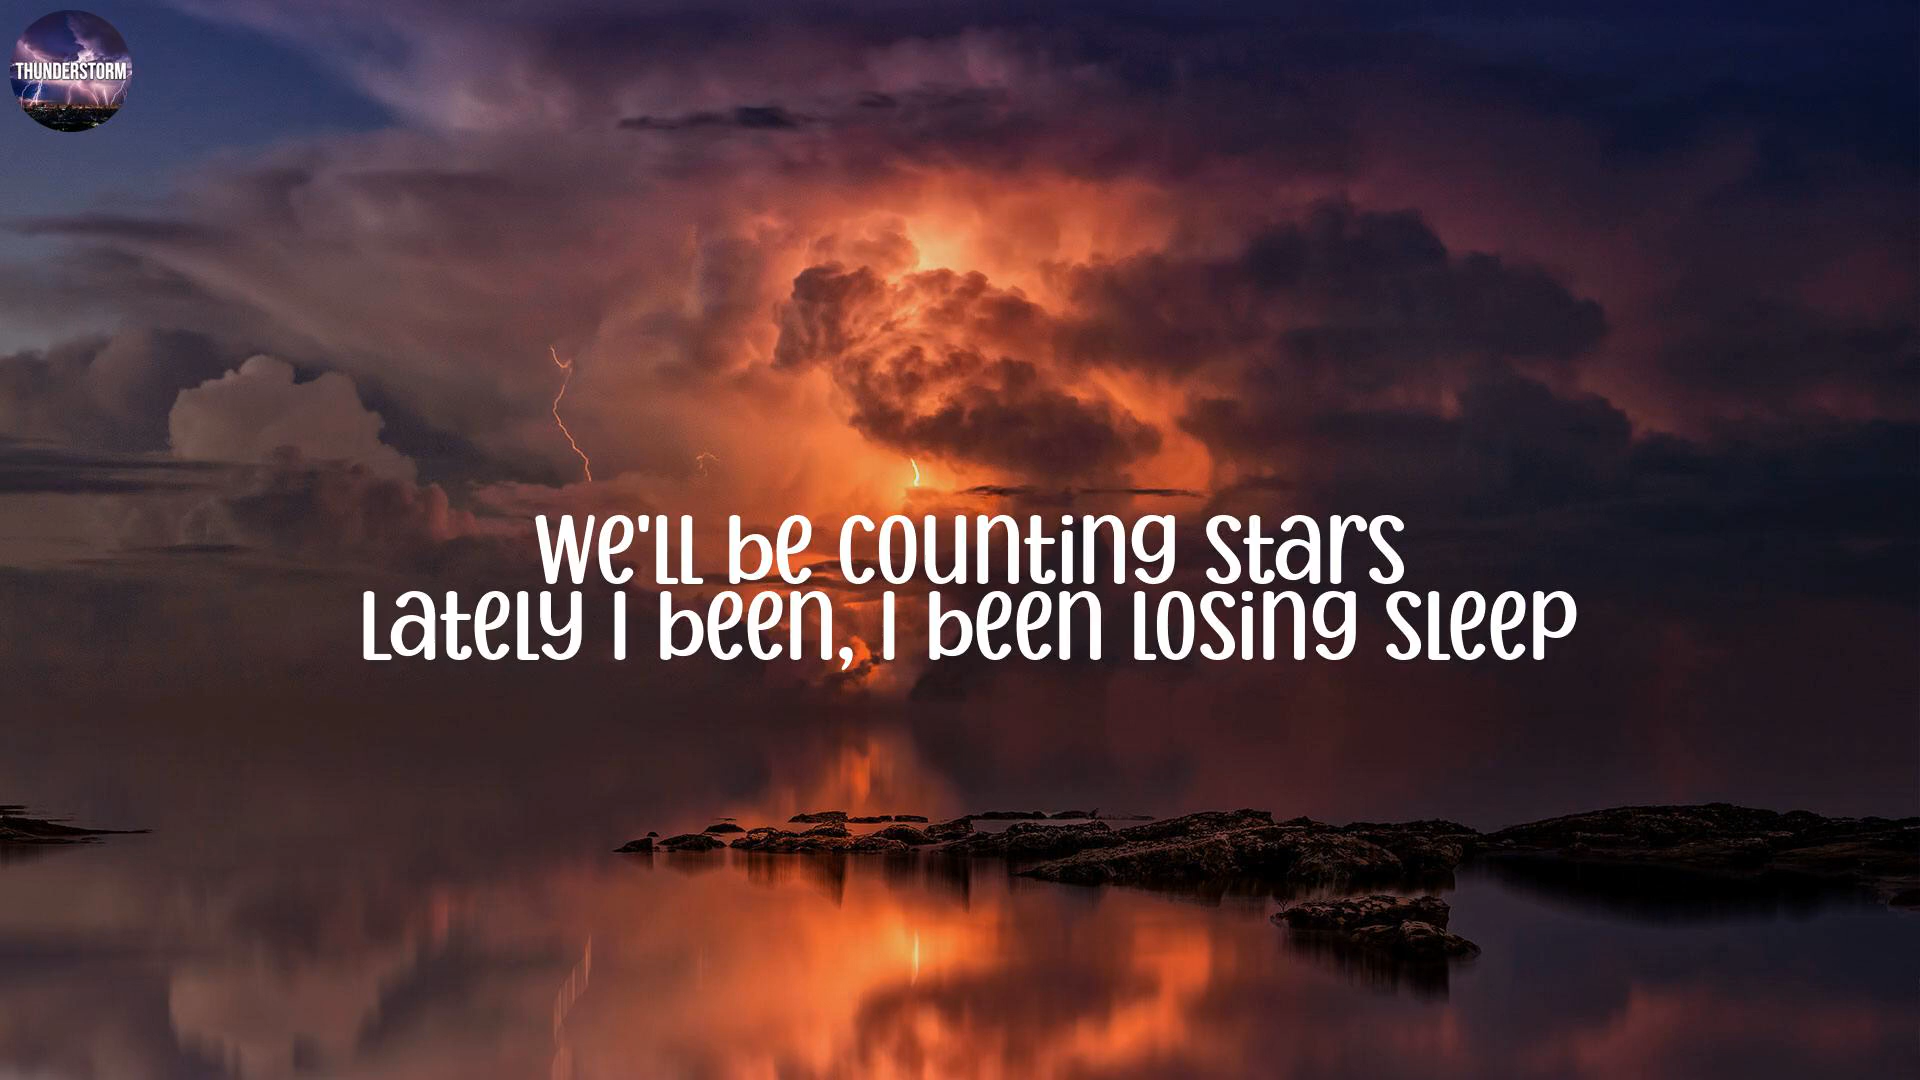 THUNDERSTORM
We'll be counting stars
Lately I been, I been losing sleep